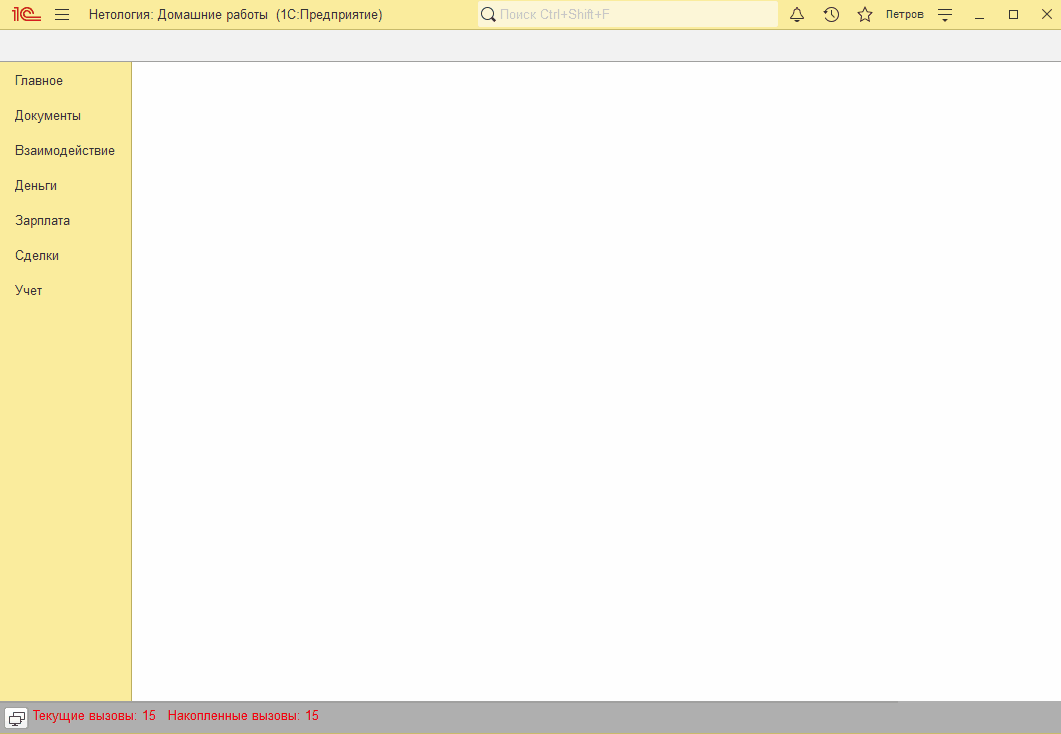 1С Нетология: Домашние работы (1С:Предприятие) Поиск Ctrl+Shift+F Петров
Главное
Документы
Взаимодействие
Деньги
Зарплата
Сделки
Учет
Текущие вызовы: 15 Накопленные вызовы: 15